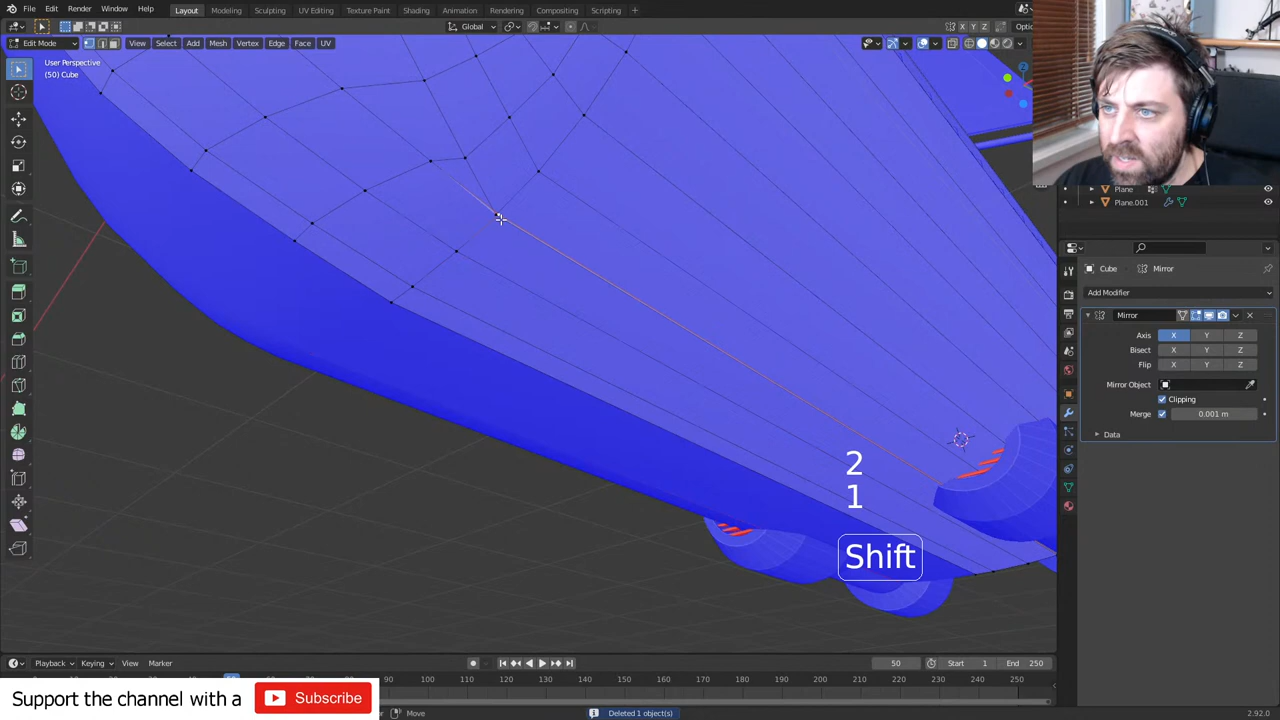 File Edit Render Window Help Layout Modeling Sculpting UV Editing Texture Paint Shading Animation Rendering Compositing Scripting +
Global X Y Z Optio
Edit Mode View Select Add Mesh Vertex Edge Face UV
User Perspective
(50) Cube
Plane
Plane.001
Cube Mirror
Add Modifier
Mirror
Axis X Y Z
Bisect X Y Z
Flip X Y Z
Mirror Object
Clipping
Merge 0.001 m
Data
2
1
Shift
Playback Keying View Marker 50 Start 1 End 250
50 90 100 110 120 130 140 150 160 170 180 190 200 210 220 230 240 250
Support the channel with a Subscribe
Move Deleted 1 object(s) 2.92.0